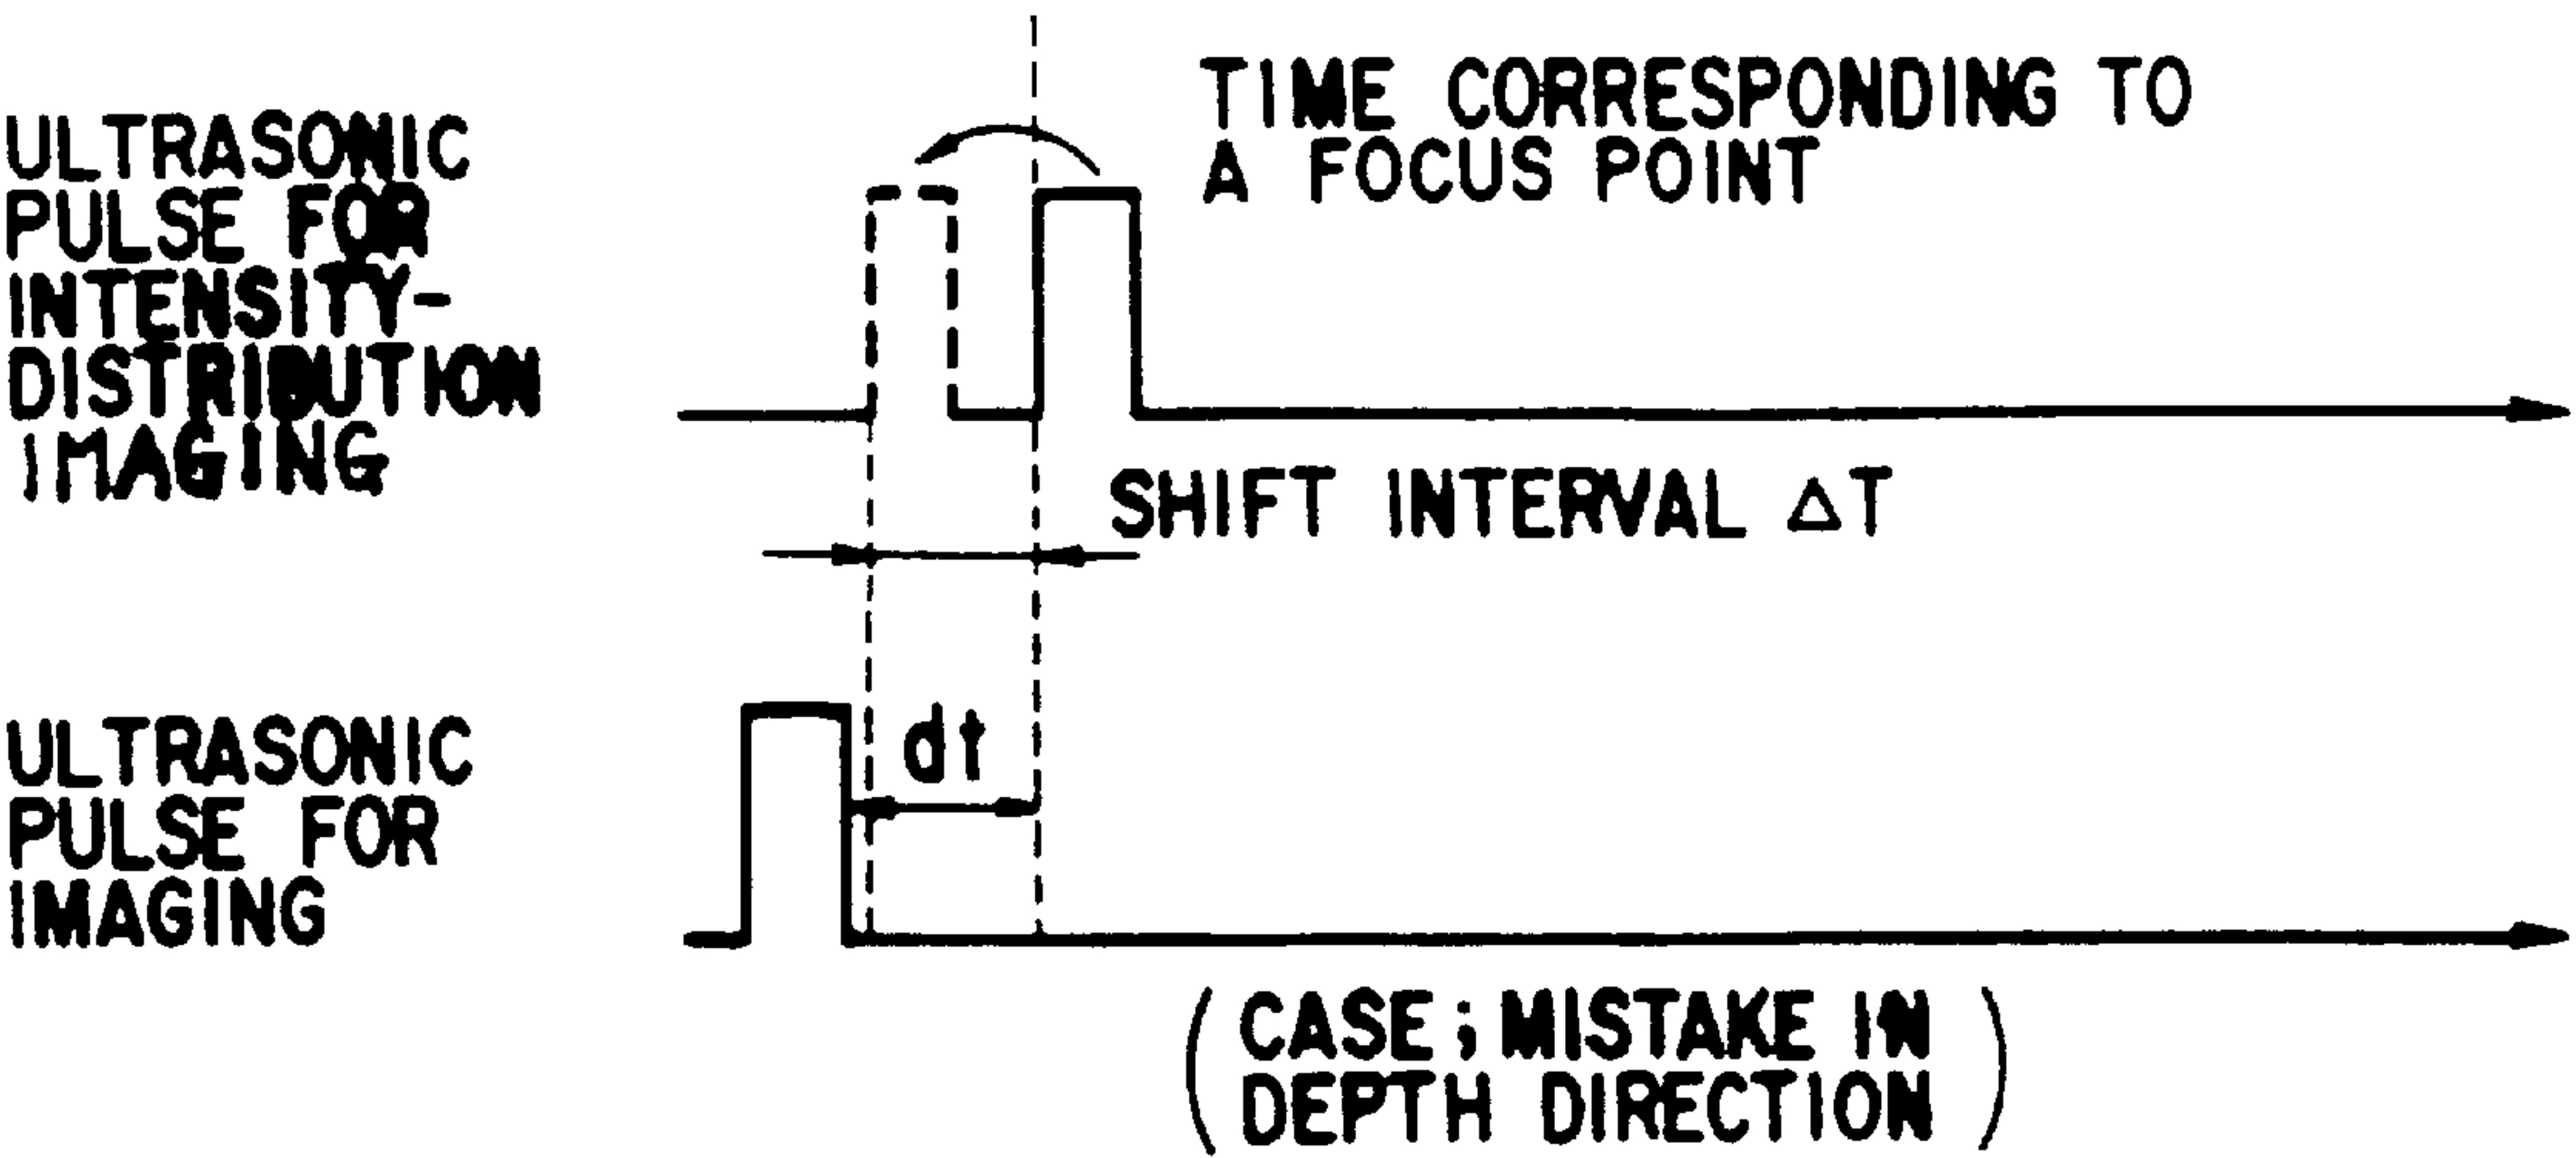 TIME CORRESPONDING TO
A FOCUS POINT
ULTRASONIC
PULSE FOR
INTENSITY-
DISTRIBUTION
IMAGING
SHIFT INTERVAL ΔT
dt
ULTRASONIC
PULSE FOR
IMAGING
(CASE; MISTAKE IN
DEPTH DIRECTION)